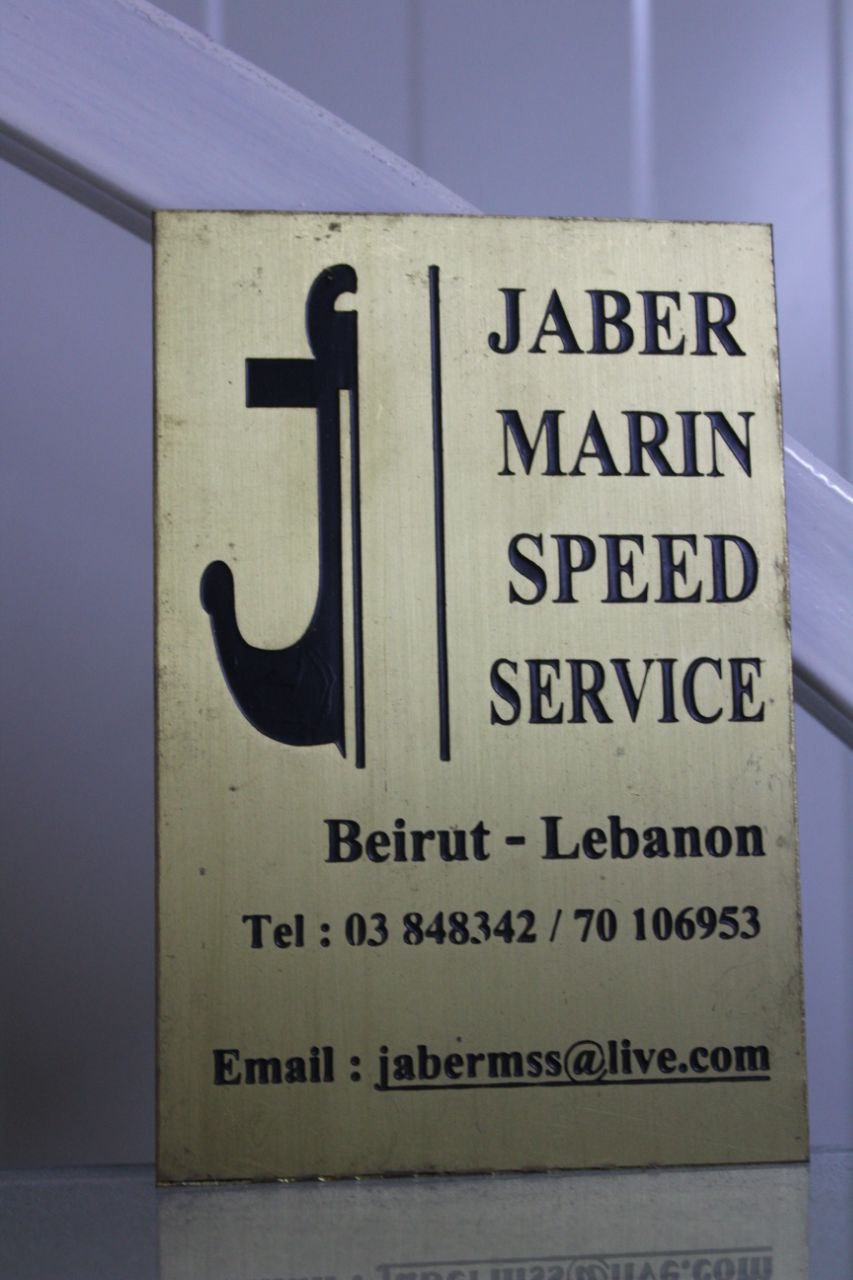 JABER
MARIN
SPEED
SERVICE
Beirut - Lebanon
Tel : 03 848342 / 70 106953
Email : jabermss@live.com